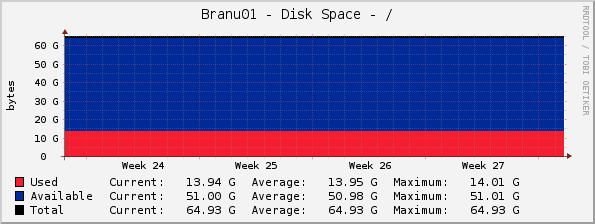 Branu01 - Disk Space - /
RRDTOOL / TOBI OETIKER
bytes
60 G
50 G
40 G
30 G
20 G
10 G
0
Week 24 Week 25 Week 26 Week 27
Used Current: 13.94 G Average: 13.95 G Maximum: 14.01 G
Available Current: 51.00 G Average: 50.98 G Maximum: 51.01 G
Total Current: 64.93 G Average: 64.93 G Maximum: 64.93 G